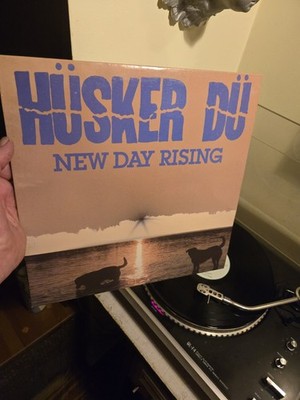 HÜSKER DÜ
NEW DAY RISING